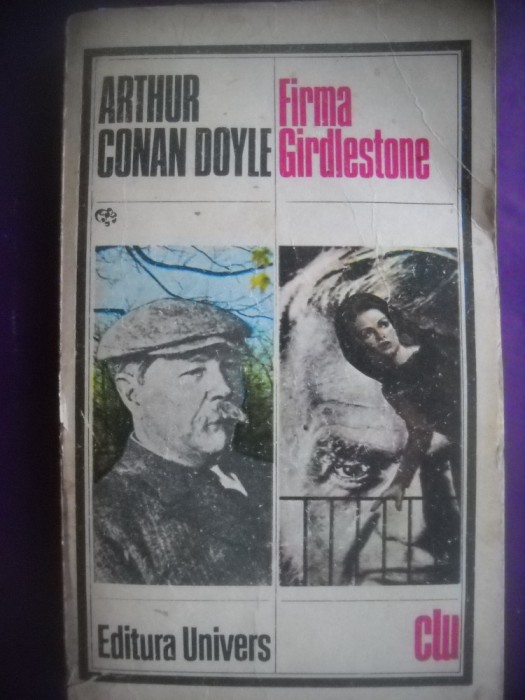 ARTHUR
CONAN DOYLE
Firma
Girdlestone
Editura Univers
clu